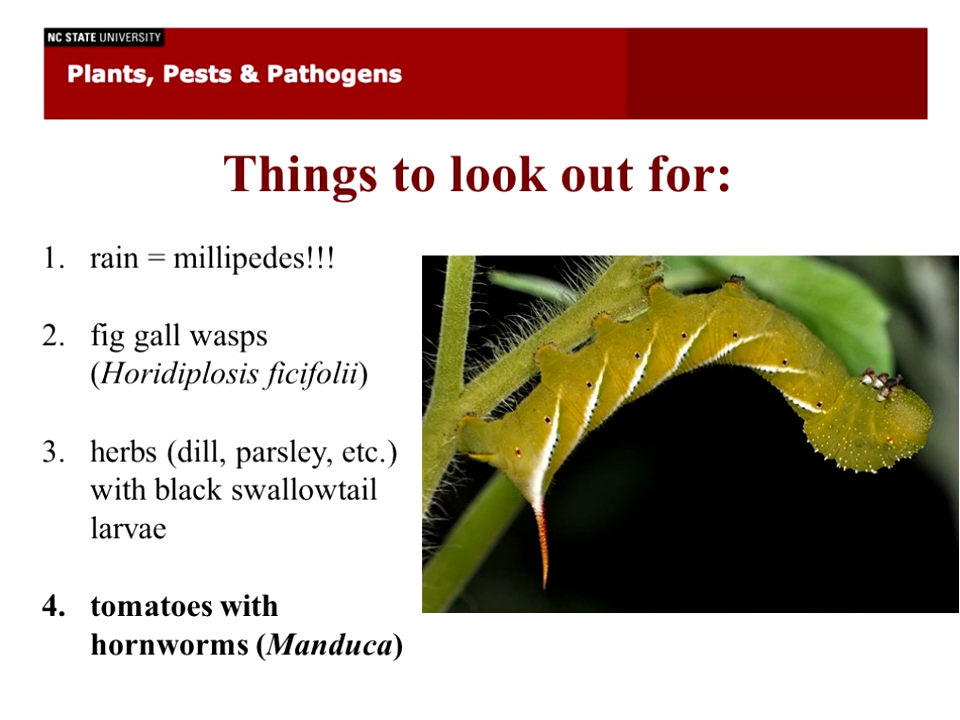 NC STATE UNIVERSITY
Plants, Pests & Pathogens
Things to look out for:
1. rain = millipedes!!!
2. fig gall wasps
(Horidiplosis ficifolii)
3. herbs (dill, parsley, etc.)
with black swallowtail
larvae
4. tomatoes with
hornworms (Manduca)